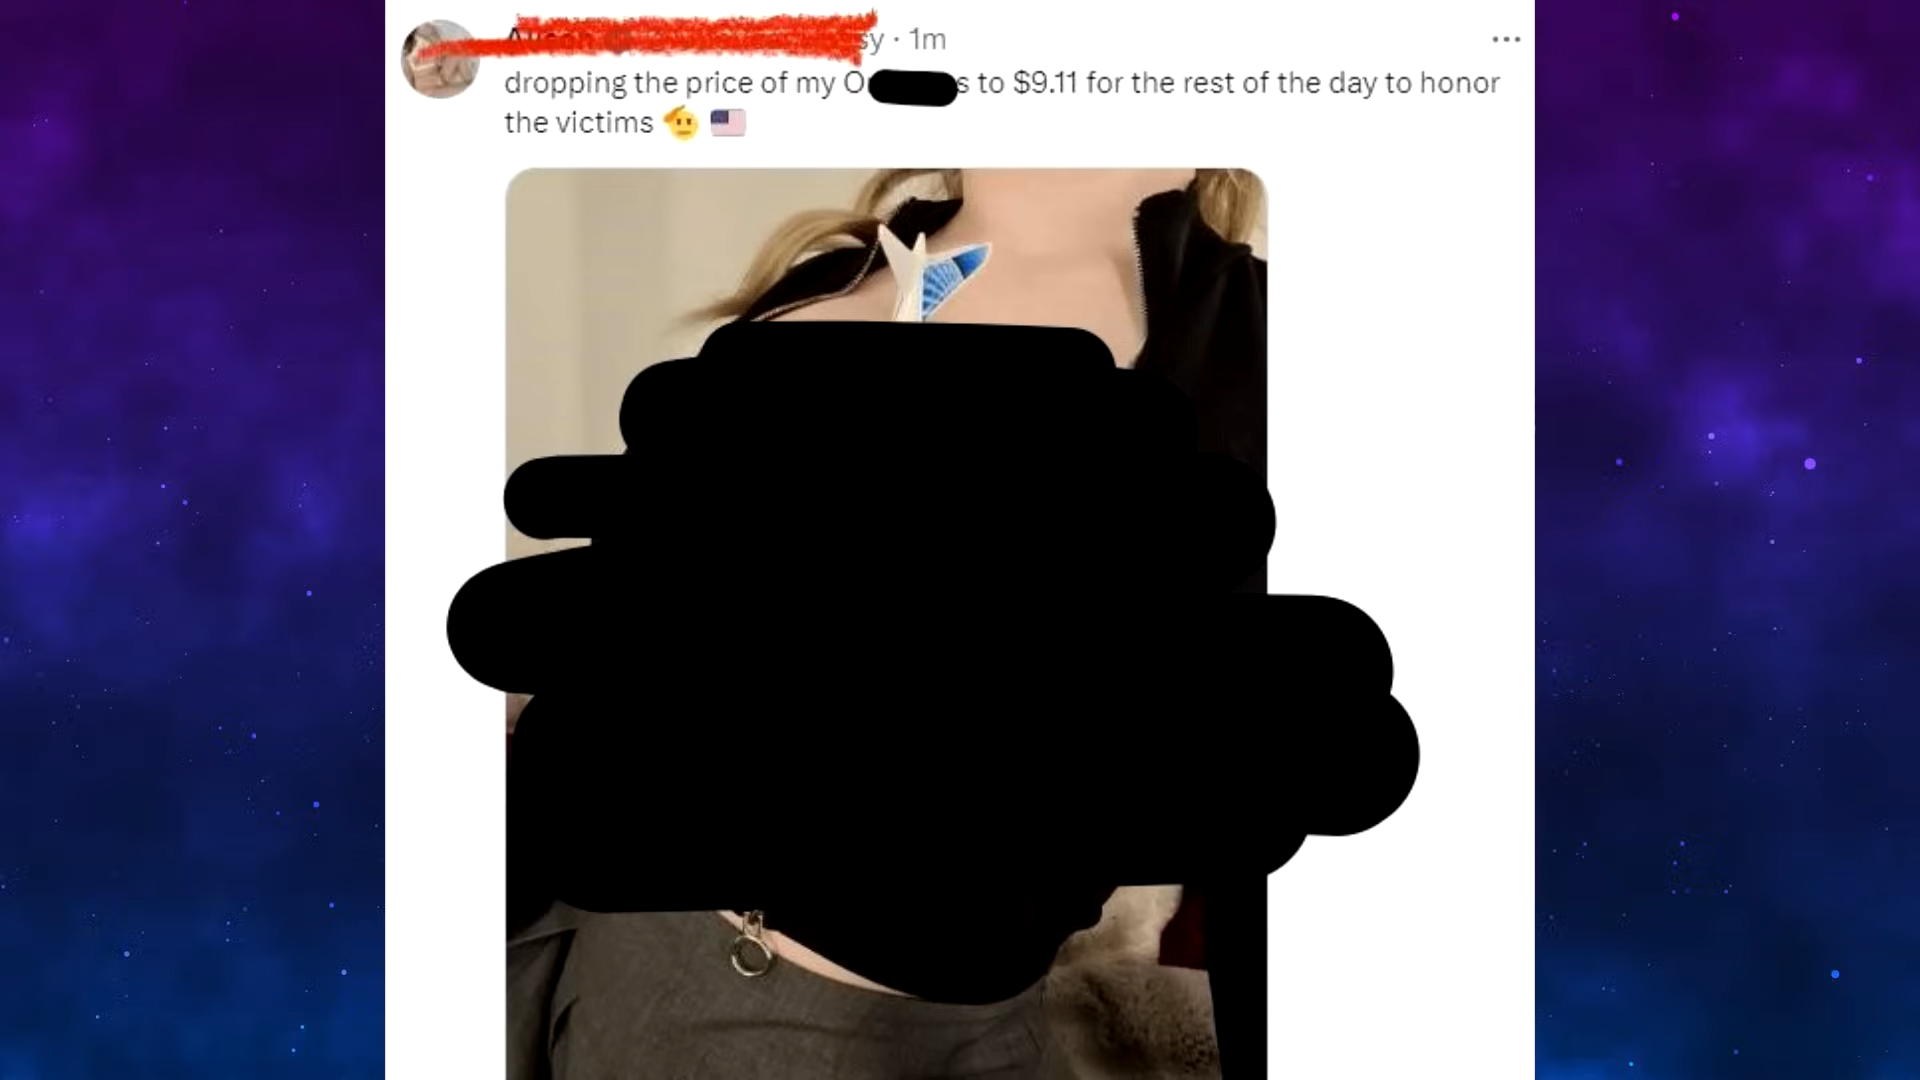 sy · 1m
dropping the price of my O s to $9.11 for the rest of the day to honor
the victims 🫡 🇺🇸